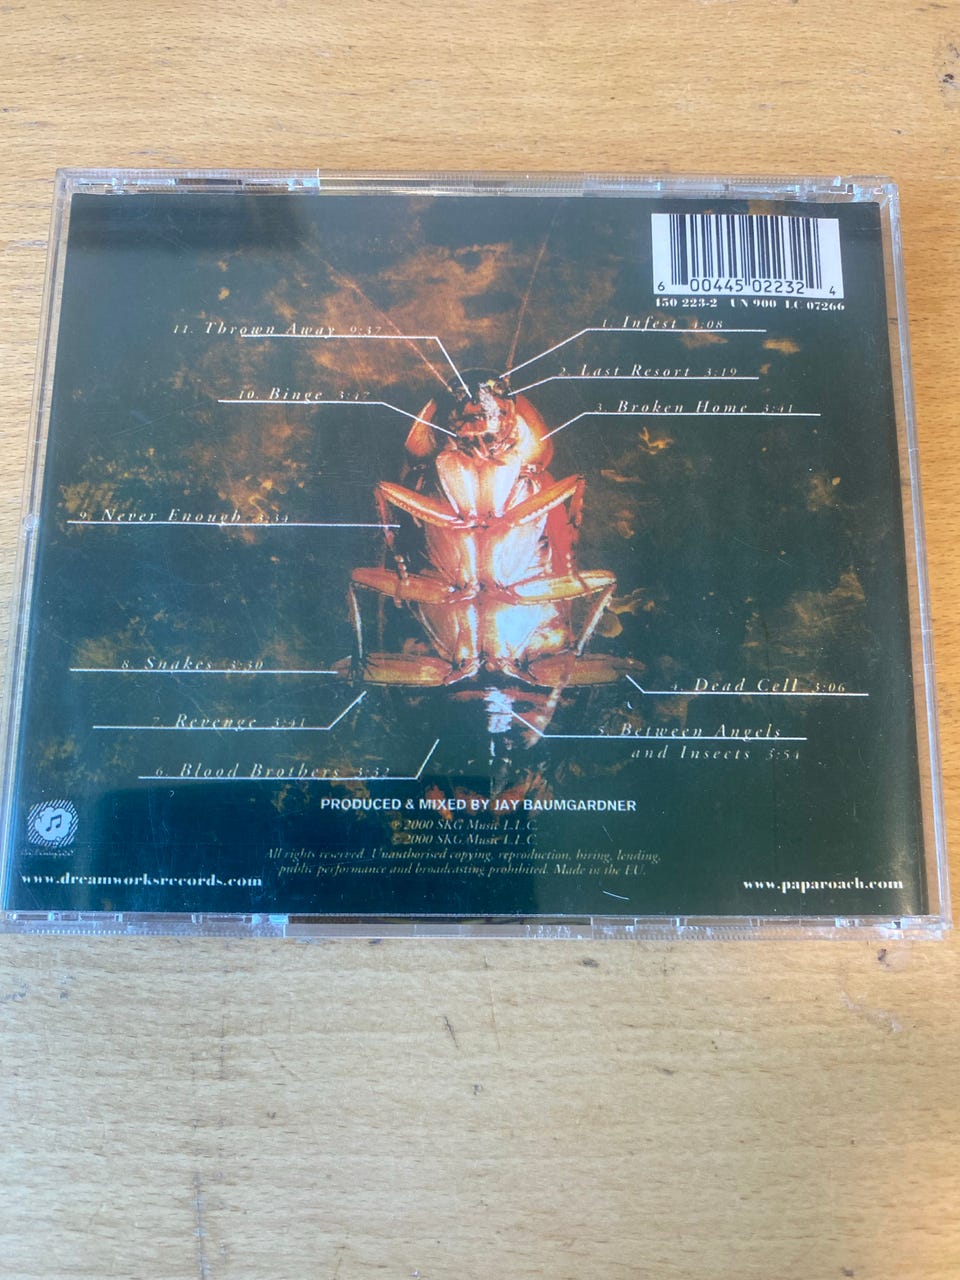 6 00445 02232 4
450 223-2 UN 900 LC 07266
1. Infest 4:08
2. Last Resort 3:19
3. Broken Home 3:41
4. Dead Cell 3:06
5. Between Angels
and Insects 3:54
6. Blood Brothers 3:32
7. Revenge 3:41
8. Snakes 3:30
9. Never Enough 3:34
10. Binge 3:47
11. Thrown Away 9:37
PRODUCED & MIXED BY JAY BAUMGARDNER
℗ 2000 SKG Music L.L.C.
© 2000 SKG Music L.L.C.
All rights reserved. Unauthorised copying, reproduction, hiring, lending,
public performance and broadcasting prohibited. Made in the EU.
www.dreamworksrecords.com
www.paparoach.com